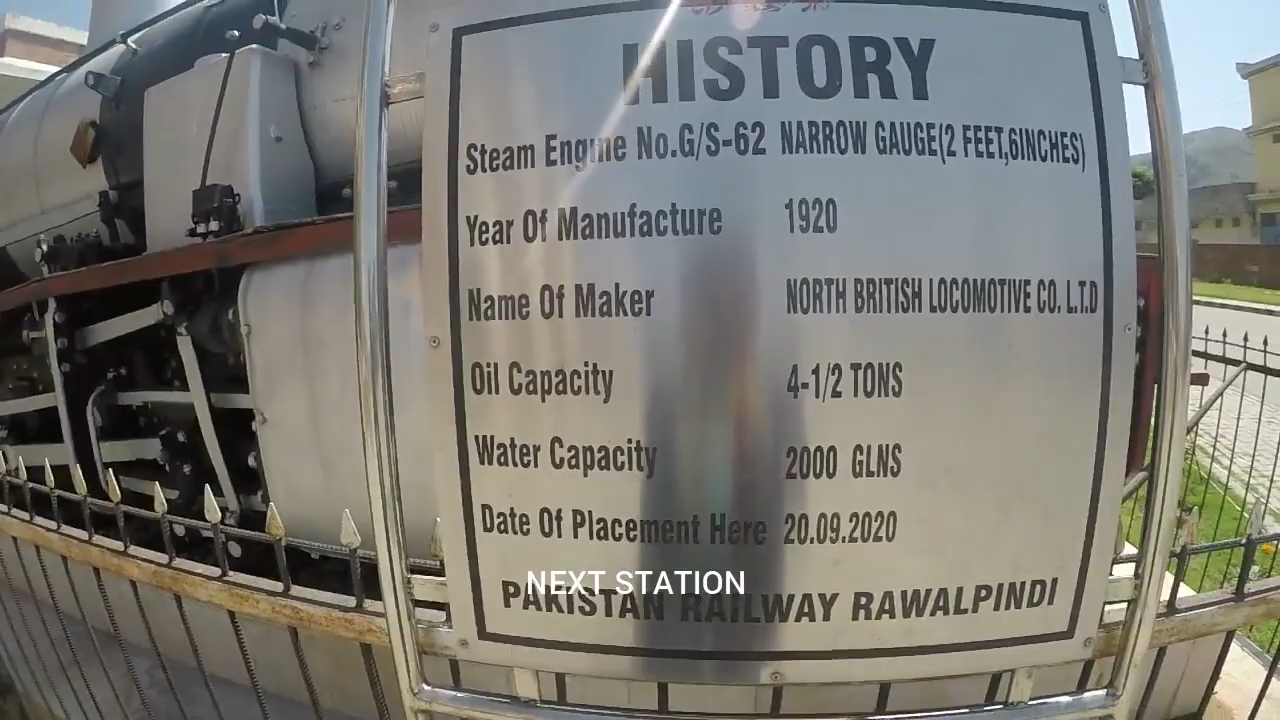 HISTORY
Steam Engine No.G/S-62 NARROW GAUGE(2 FEET,6INCHES)
Year Of Manufacture 1920
Name Of Maker NORTH BRITISH LOCOMOTIVE CO. L.T.D
Oil Capacity 4-1/2 TONS
Water Capacity 2000 GLNS
Date Of Placement Here 20.09.2020
NEXT STATION
PAKISTAN RAILWAY RAWALPINDI